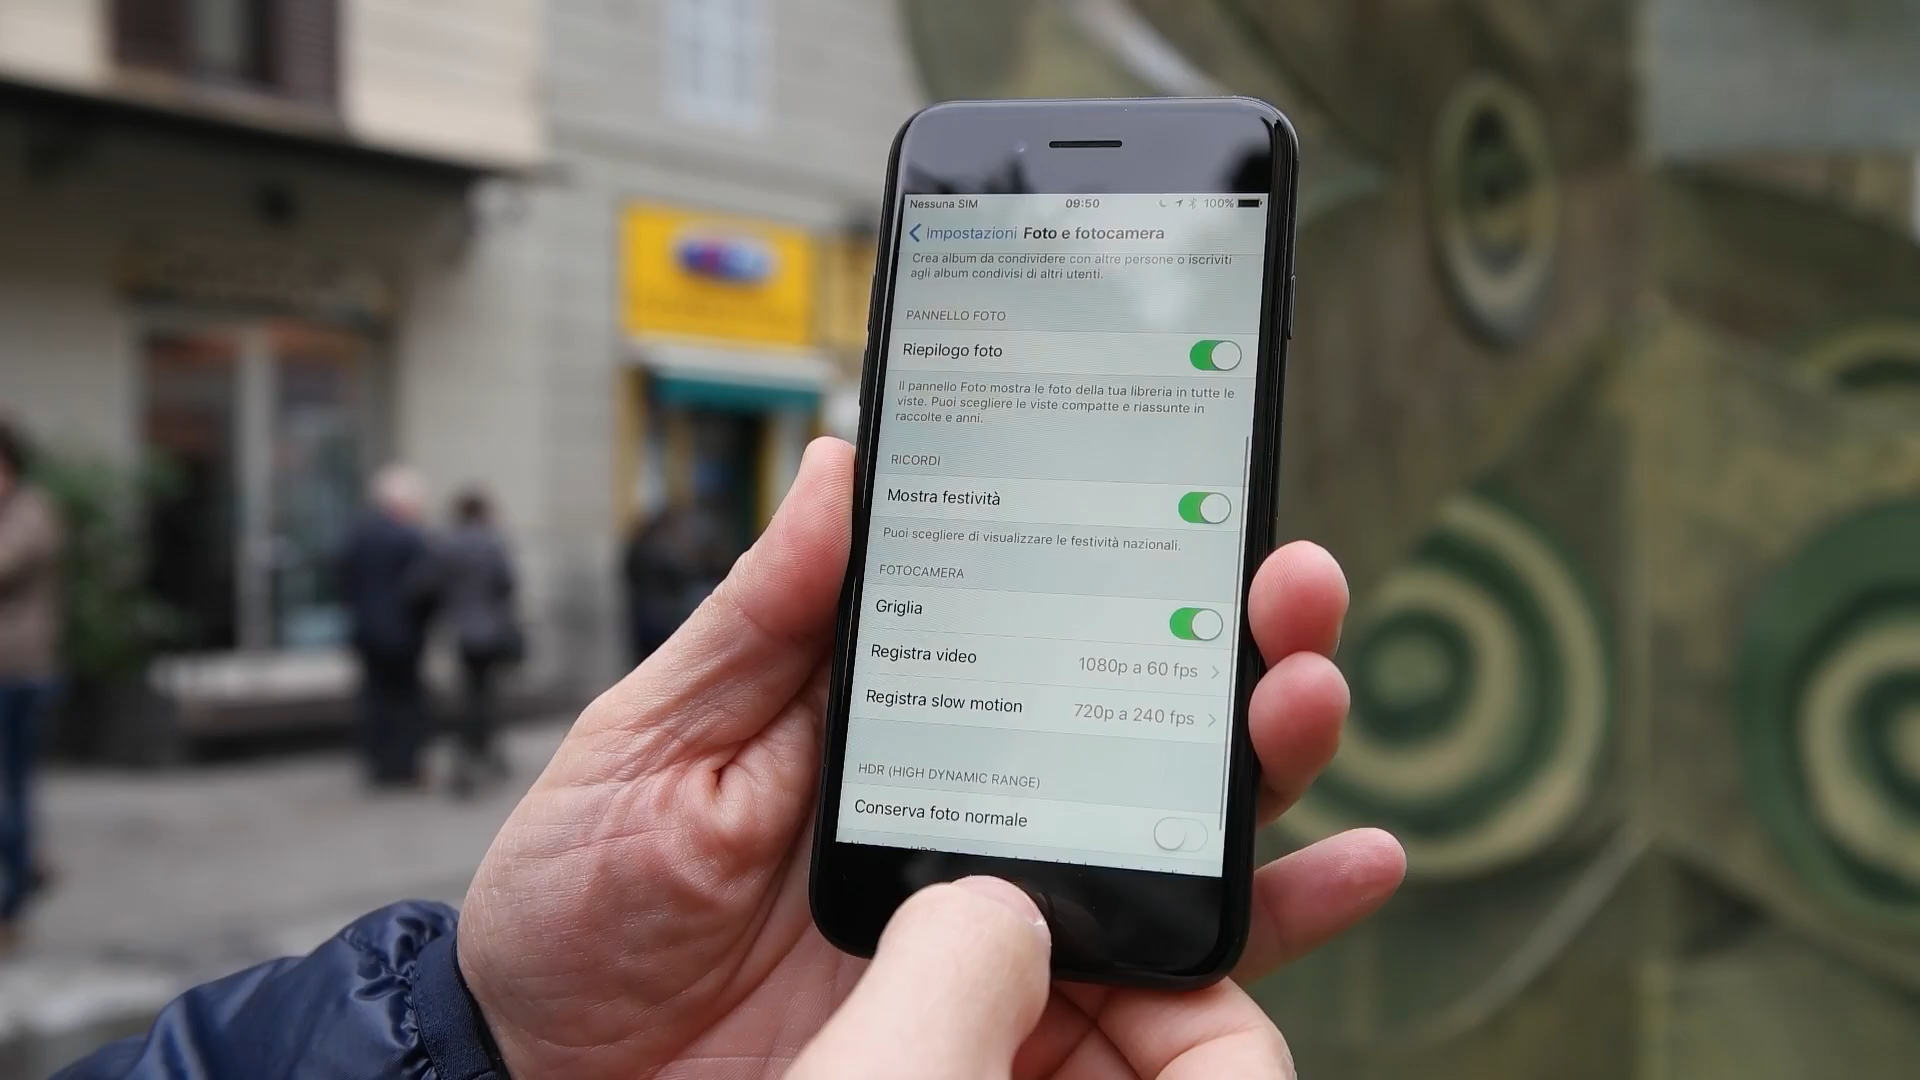 Nessuna SIM 09:50 100%
Impostazioni Foto e fotocamera
Crea album da condividere con altre persone o iscriviti
agli album condivisi di altri utenti.
PANNELLO FOTO
Riepilogo foto
Il pannello Foto mostra le foto della tua libreria in tutte le
viste. Puoi scegliere le viste compatte e riassunte in
raccolte e anni.
RICORDI
Mostra festività
Puoi scegliere di visualizzare le festività nazionali.
FOTOCAMERA
Griglia
Registra video 1080p a 60 fps
Registra slow motion 720p a 240 fps
HDR (HIGH DYNAMIC RANGE)
Conserva foto normale